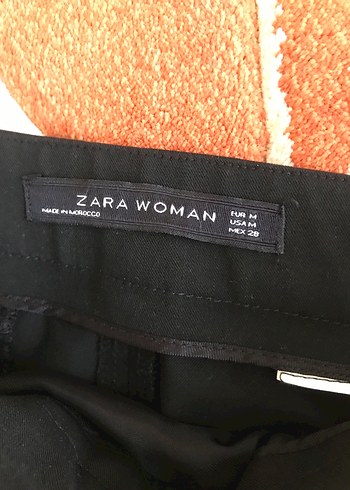 ZARA WOMAN
MADE IN MOROCCO
EUR M
USA M
MEX 28